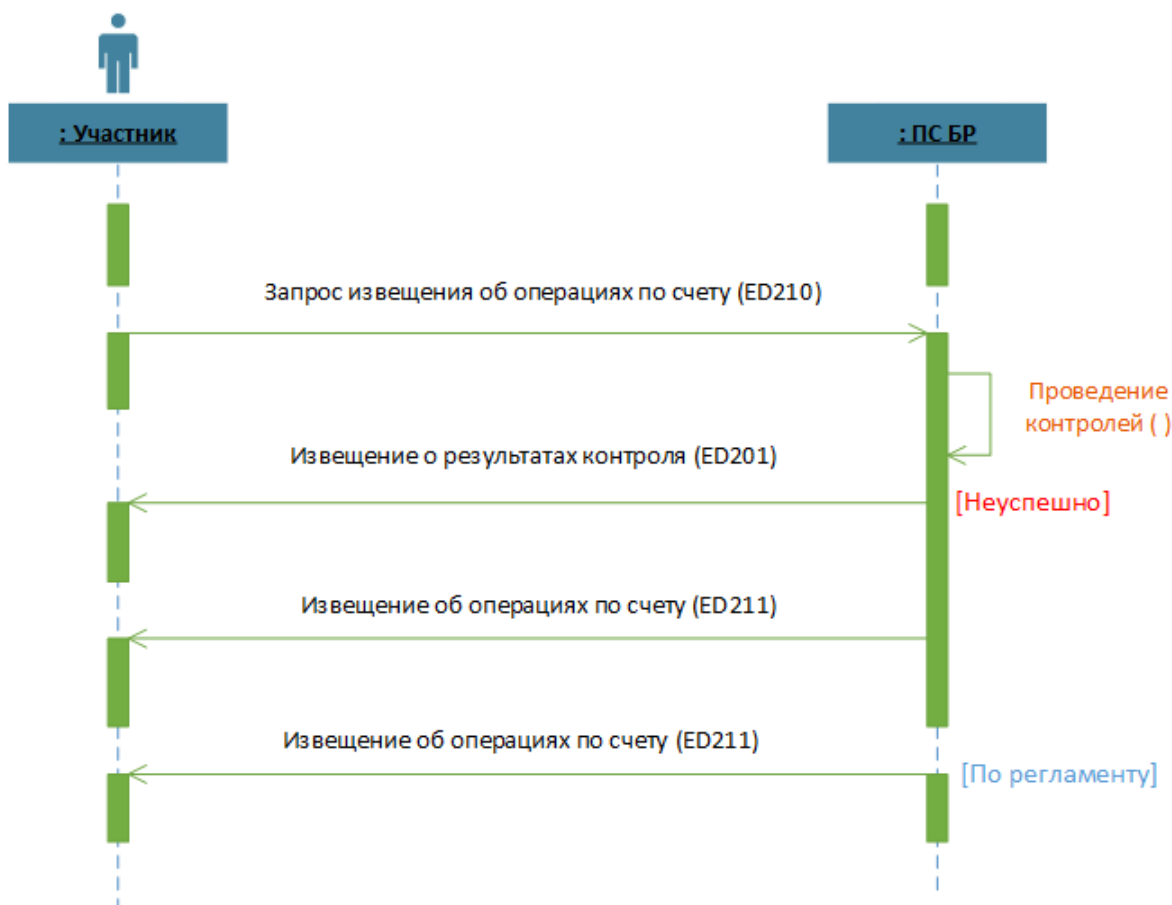 : Участник
: ПС БР
Запрос извещения об операциях по счету (ED210)
Проведение
контролей ( )
Извещение о результатах контроля (ED201)
[Неуспешно]
Извещение об операциях по счету (ED211)
Извещение об операциях по счету (ED211)
[По регламенту]